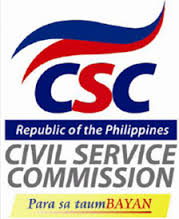 CSC
Republic of the Philippines
CIVIL SERVICE
COMMISSION
Para sa taumBAYAN